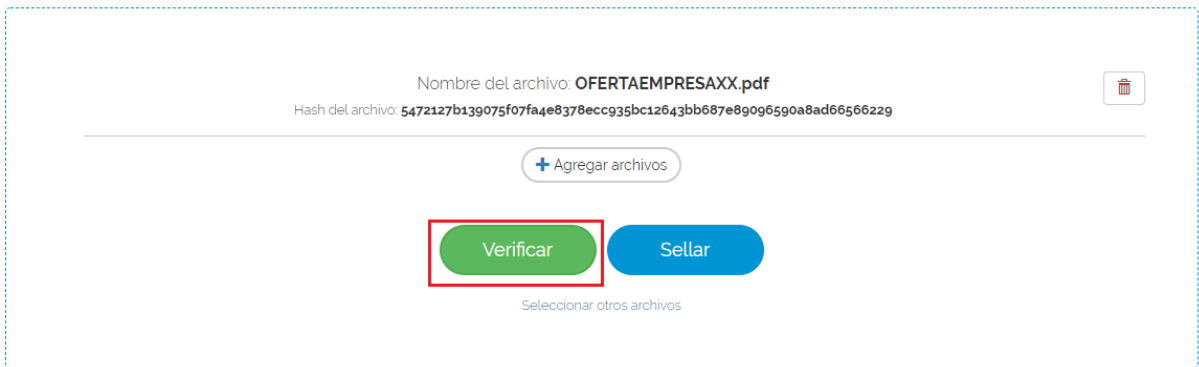 Nombre del archivo: OFERTAEMPRESAXX.pdf
Hash del archivo: 5472127b139075f07fa4e8378ecc935bc12643bb687e89096590a8ad66566229
+ Agregar archivos
Verificar
Sellar
Seleccionar otros archivos